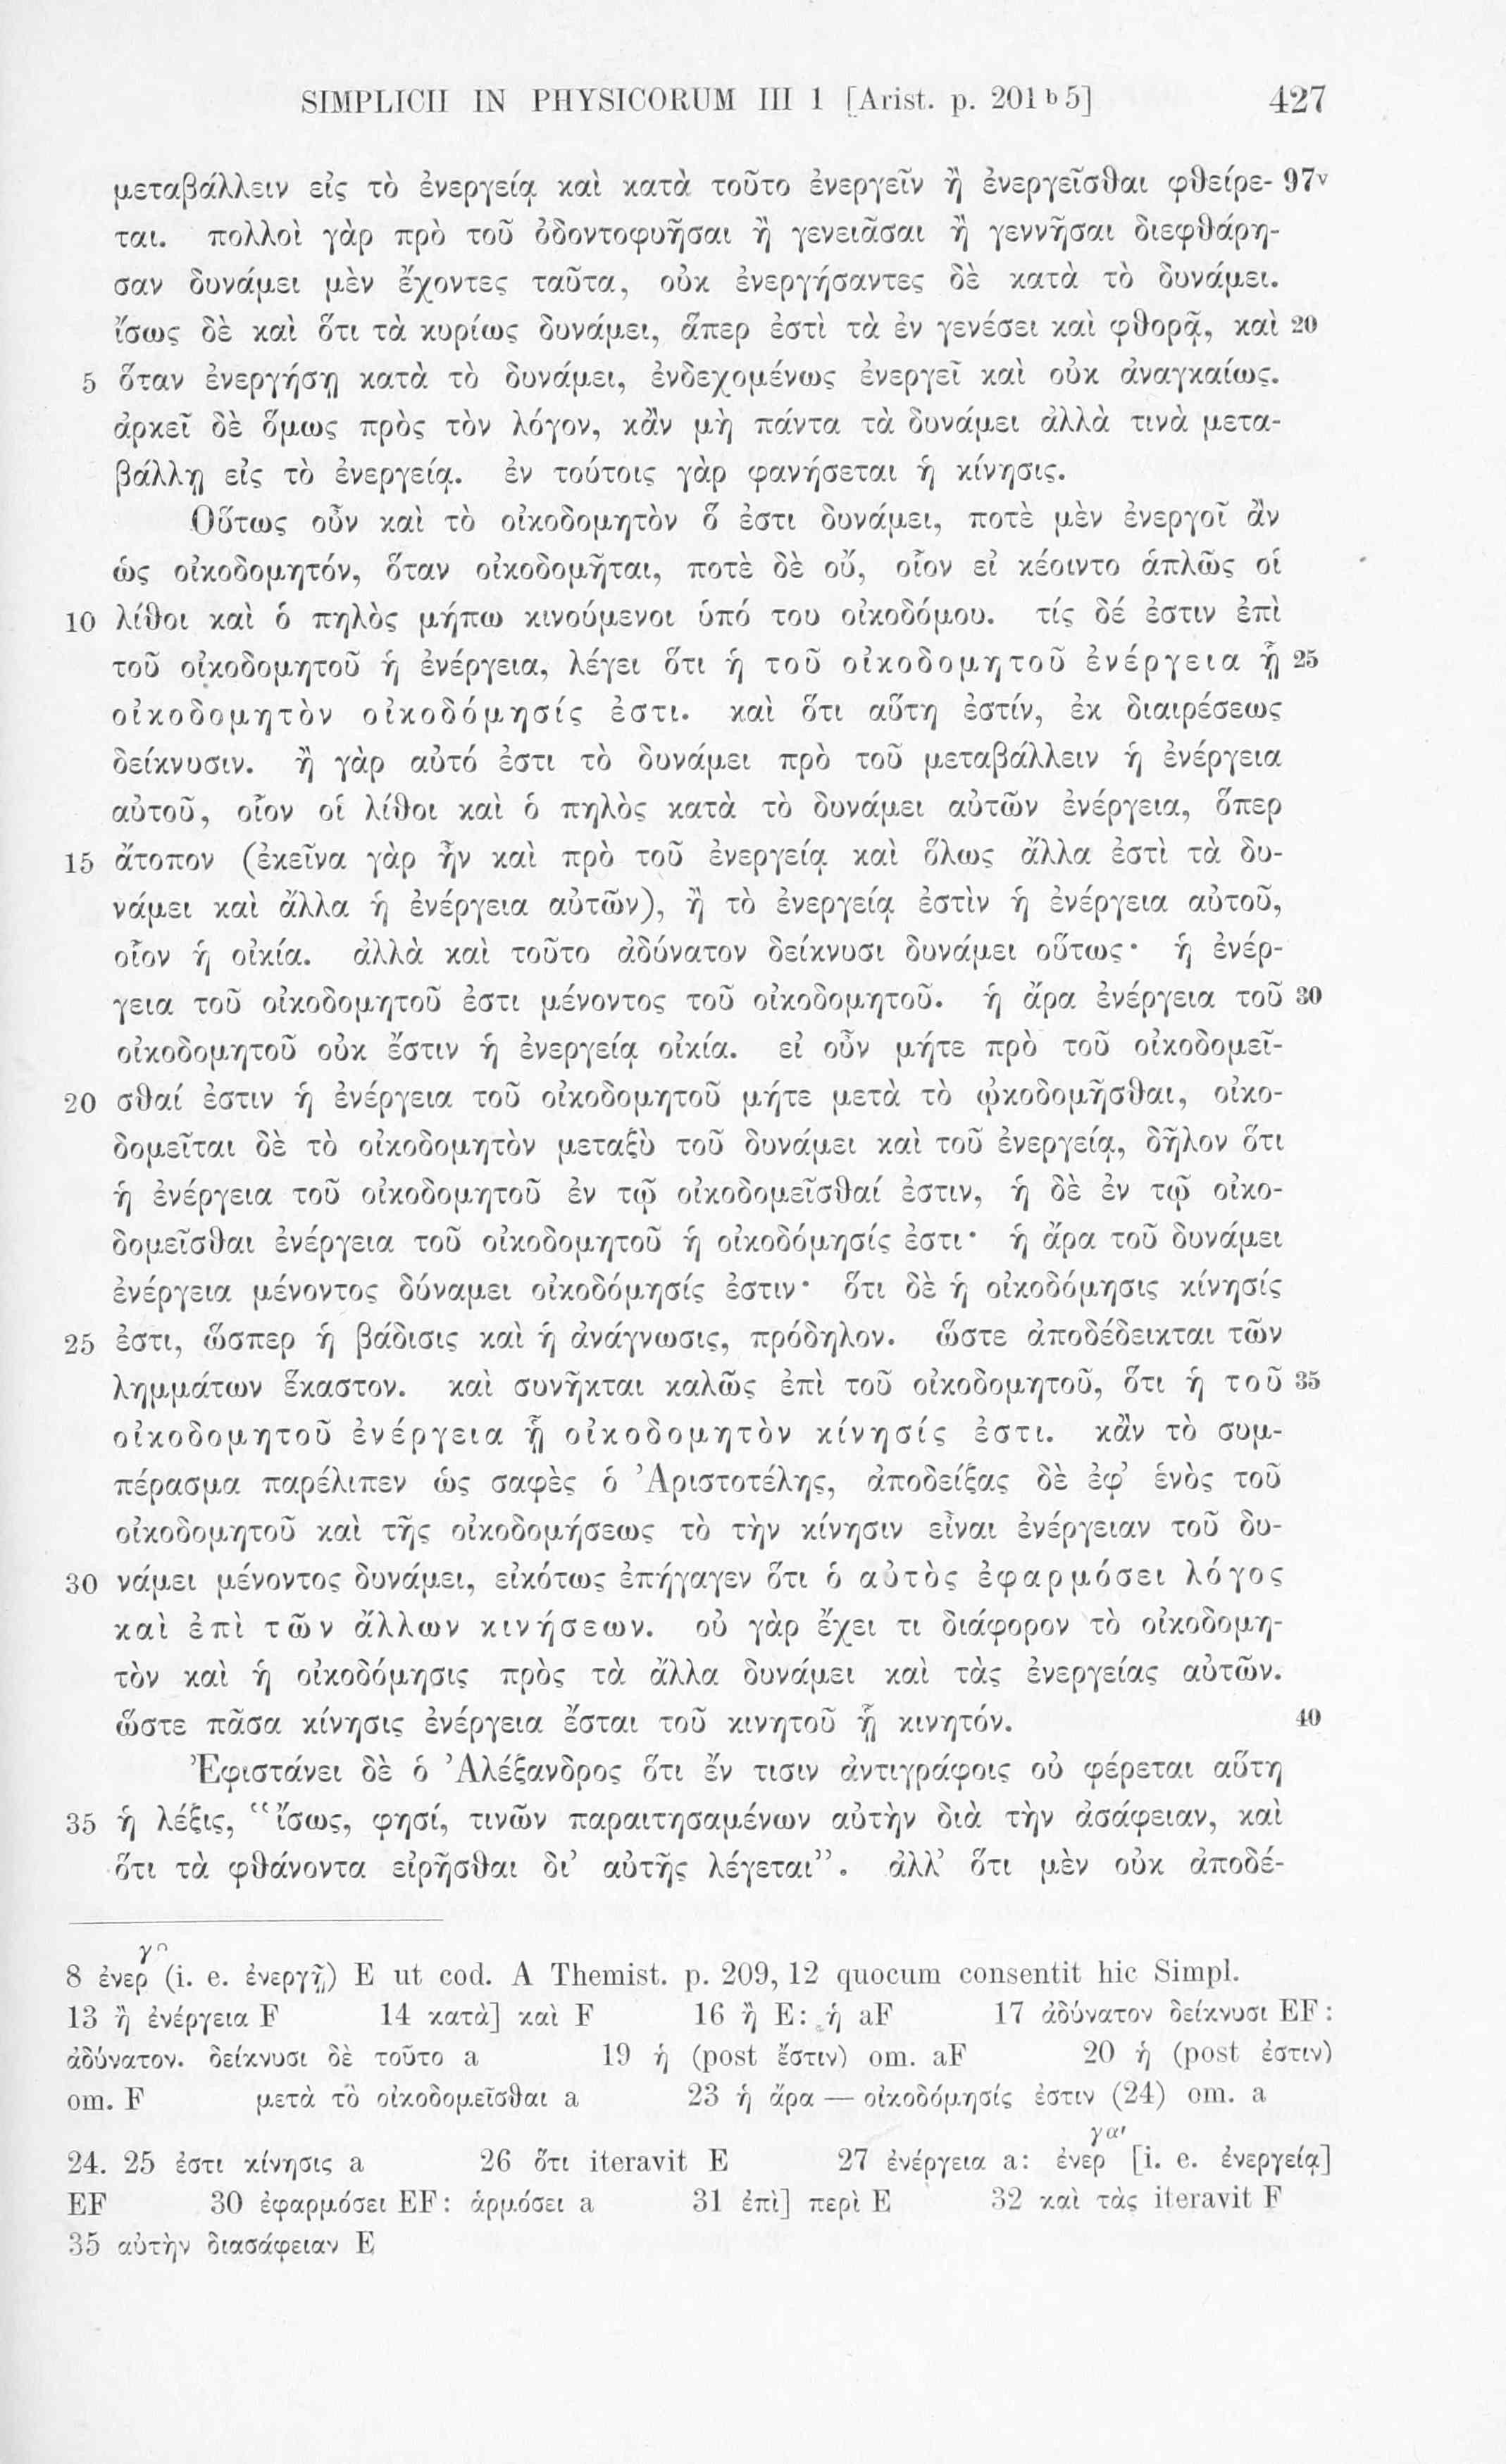 SIMPLICII IN PHYSICORUM III 1 [Arist. p. 201 b 5] 427
μεταβάλλειν εἰς τὸ ἐνεργείᾳ καὶ κατὰ τοῦτο ἐνεργεῖν ἢ ἐνεργεῖσθαι φθείρε- 97v
ται. πολλοὶ γὰρ πρὸ τοῦ ὀδοντοφυῆσαι ἢ γενειᾶσαι ἢ γεννῆσαι διεφθάρη-
σαν δυνάμει μὲν ἔχοντες ταῦτα, οὐκ ἐνεργήσαντες δὲ κατὰ τὸ δυνάμει.
ἴσως δὲ καὶ ὅτι τὰ κυρίως δυνάμει, ἅπερ ἐστὶ τὰ ἐν γενέσει καὶ φθορᾷ, καὶ 20
5 ὅταν ἐνεργήσῃ κατὰ τὸ δυνάμει, ἐνδεχομένως ἐνεργεῖ καὶ οὐκ ἀναγκαίως.
ἀρκεῖ δὲ ὅμως πρὸς τὸν λόγον, κἂν μὴ πάντα τὰ δυνάμει ἀλλὰ τινὰ μετα-
βάλλῃ εἰς τὸ ἐνεργείᾳ. ἐν τούτοις γὰρ φανήσεται ἡ κίνησις.
Οὕτως οὖν καὶ τὸ οἰκοδομητὸν ὅ ἐστι δυνάμει, ποτὲ μὲν ἐνεργοῖ ἂν
ὡς οἰκοδομητόν, ὅταν οἰκοδομῆται, ποτὲ δὲ οὔ, οἷον εἰ κέοιντο ἁπλῶς οἱ
10 λίθοι καὶ ὁ πηλὸς μήπω κινούμενοι ὑπό του οἰκοδόμου. τίς δέ ἐστιν ἐπὶ
τοῦ οἰκοδομητοῦ ἡ ἐνέργεια, λέγει ὅτι ἡ τοῦ οἰκοδομητοῦ ἐνέργεια ᾗ 25
οἰκοδομητὸν οἰκοδόμησίς ἐστι. καὶ ὅτι αὕτη ἐστίν, ἐκ διαιρέσεως
δείκνυσιν. ἢ γὰρ αὐτό ἐστι τὸ δυνάμει πρὸ τοῦ μεταβάλλειν ἡ ἐνέργεια
αὐτοῦ, οἷον οἱ λίθοι καὶ ὁ πηλὸς κατὰ τὸ δυνάμει αὐτῶν ἐνέργεια, ὅπερ
15 ἄτοπον (ἐκεῖνα γὰρ ἦν καὶ πρὸ τοῦ ἐνεργείᾳ καὶ ὅλως ἄλλα ἐστὶ τὰ δυ-
νάμει καὶ ἄλλα ἡ ἐνέργεια αὐτῶν), ἢ τὸ ἐνεργείᾳ ἐστὶν ἡ ἐνέργεια αὐτοῦ,
οἷον ἡ οἰκία. ἀλλὰ καὶ τοῦτο ἀδύνατον δείκνυσι δυνάμει οὕτως· ἡ ἐνέρ-
γεια τοῦ οἰκοδομητοῦ ἐστι μένοντος τοῦ οἰκοδομητοῦ. ἡ ἄρα ἐνέργεια τοῦ 30
οἰκοδομητοῦ οὐκ ἔστιν ἡ ἐνεργείᾳ οἰκία. εἰ οὖν μήτε πρὸ τοῦ οἰκοδομεῖ-
20 σθαί ἐστιν ἡ ἐνέργεια τοῦ οἰκοδομητοῦ μήτε μετὰ τὸ ᾠκοδομῆσθαι, οἰκο-
δομεῖται δὲ τὸ οἰκοδομητὸν μεταξὺ τοῦ δυνάμει καὶ τοῦ ἐνεργείᾳ, δῆλον ὅτι
ἡ ἐνέργεια τοῦ οἰκοδομητοῦ ἐν τῷ οἰκοδομεῖσθαί ἐστιν, ἡ δὲ ἐν τῷ οἰκο-
δομεῖσθαι ἐνέργεια τοῦ οἰκοδομητοῦ ἡ οἰκοδόμησίς ἐστι· ἡ ἄρα τοῦ δυνάμει
ἐνέργεια μένοντος δύναμει οἰκοδόμησίς ἐστιν· ὅτι δὲ ἡ οἰκοδόμησις κίνησίς
25 ἐστι, ὥσπερ ἡ βάδισις καὶ ἡ ἀνάγνωσις, πρόδηλον. ὥστε ἀποδέδεικται τῶν
λημμάτων ἕκαστον. καὶ συνῆκται καλῶς ἐπὶ τοῦ οἰκοδομητοῦ, ὅτι ἡ τοῦ 35
οἰκοδομητοῦ ἐνέργεια ᾗ οἰκοδομητὸν κίνησίς ἐστι. κἂν τὸ συμ-
πέρασμα παρέλιπεν ὡς σαφὲς ὁ Ἀριστοτέλης, ἀποδείξας δὲ ἐφ’ ἑνὸς τοῦ
οἰκοδομητοῦ καὶ τῆς οἰκοδομήσεως τὸ τὴν κίνησιν εἶναι ἐνέργειαν τοῦ δυ-
30 νάμει μένοντος δυνάμει, εἰκότως ἐπήγαγεν ὅτι ὁ αὐτὸς ἐφαρμόσει λόγος
καὶ ἐπὶ τῶν ἄλλων κινήσεων. οὐ γὰρ ἔχει τι διάφορον τὸ οἰκοδομη-
τὸν καὶ ἡ οἰκοδόμησις πρὸς τὰ ἄλλα δυνάμει καὶ τὰς ἐνεργείας αὐτῶν.
ὥστε πᾶσα κίνησις ἐνέργεια ἔσται τοῦ κινητοῦ ᾗ κινητόν. 40
Ἐφιστάνει δὲ ὁ Ἀλέξανδρος ὅτι ἔν τισιν ἀντιγράφοις οὐ φέρεται αὕτη
35 ἡ λέξις, “ἴσως, φησί, τινῶν παραιτησαμένων αὐτὴν διὰ τὴν ἀσάφειαν, καὶ
ὅτι τὰ φθάνοντα εἰρῆσθαι δι’ αὐτῆς λέγεται”. ἀλλ’ ὅτι μὲν οὐκ ἀποδέ-
8 ἐνερ (i. e. ἐνεργῇ) E ut cod. A Themist. p. 209, 12 quocum consentit hic Simpl.
13 ἢ ἐνέργεια F 14 κατὰ] καὶ F 16 ἢ E: ἡ aF 17 ἀδύνατον δείκνυσι EF:
ἀδύνατον. δείκνυσι δὲ τοῦτο a 19 ἡ (post ἔστιν) om. aF 20 ἡ (post ἐστιν)
om. F μετὰ τὸ οἰκοδομεῖσθαι a 23 ἡ ἄρα — οἰκοδόμησίς ἐστιν (24) om. a
24. 25 ἐστι κίνησις a 26 ὅτι iteravit E 27 ἐνέργεια a: ἐνερ [i. e. ἐνεργείᾳ]
EF 30 ἐφαρμόσει EF: ἁρμόσει a 31 ἐπὶ] περὶ E 32 καὶ τὰς iteravit F
35 αὐτὴν διασάφειαν E